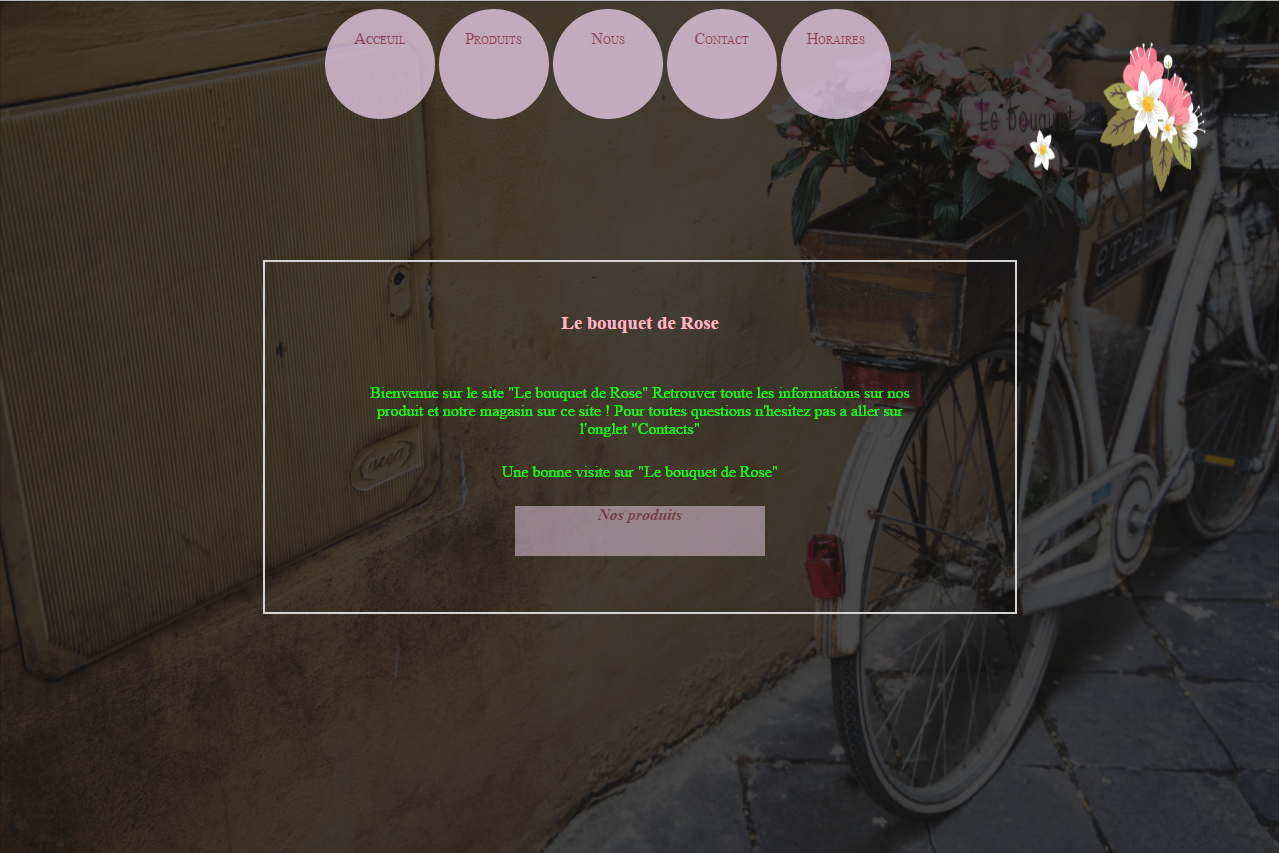 Acceuil
Produits
Nous
Contact
Horaires
Le bouquet
Le bouquet de Rose
Bienvenue sur le site "Le bouquet de Rose" Retrouver toute les informations sur nos
produit et notre magasin sur ce site ! Pour toutes questions n'hesitez pas a aller sur
l'onglet "Contacts"
Une bonne visite sur "Le bouquet de Rose"
Nos produits